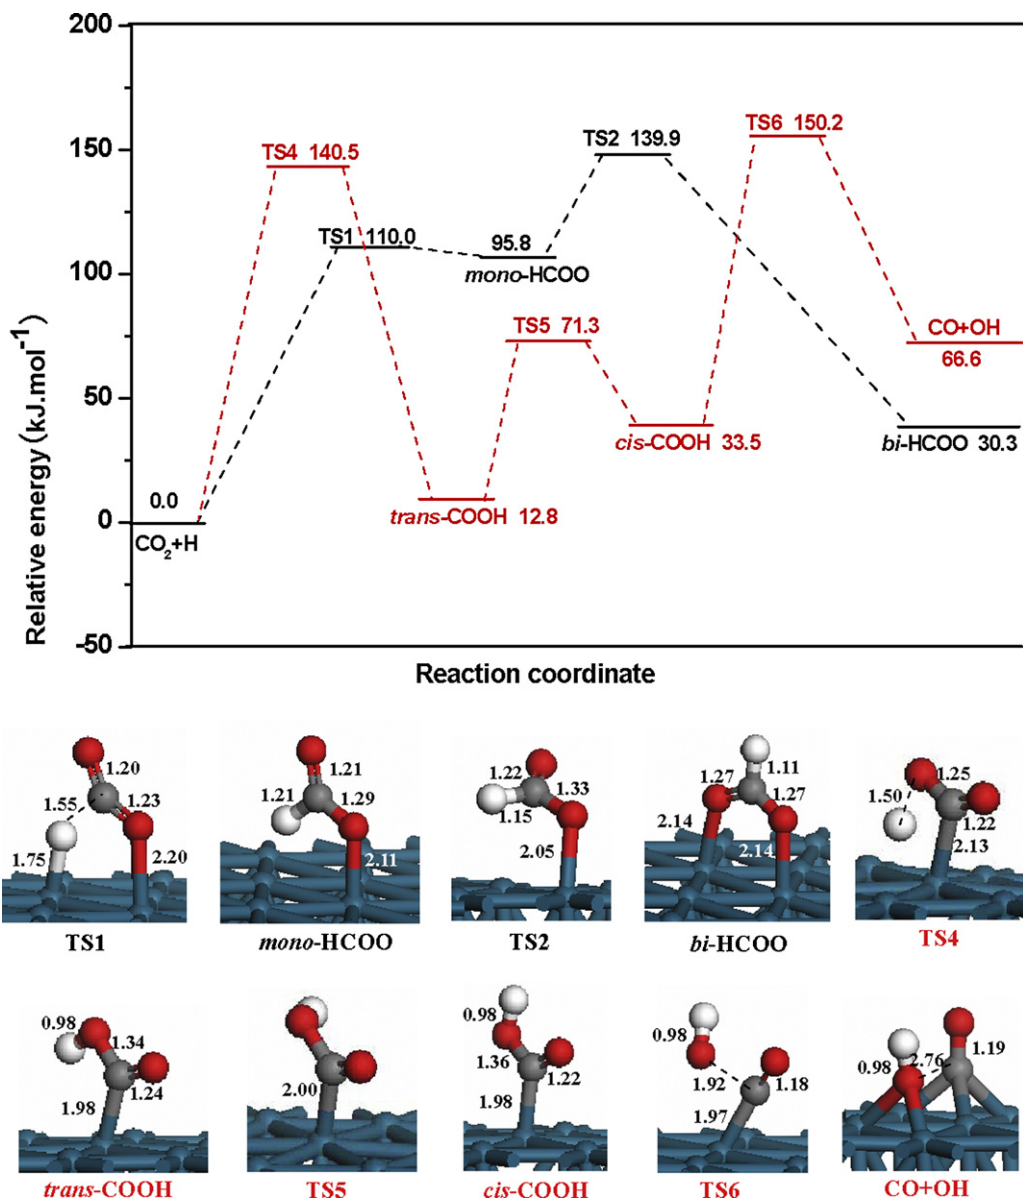 200
150
100
50
0
-50
Relative energy (kJ.mol-1)
TS6 150.2
TS2 139.9
TS4 140.5
TS1 110.0
95.8
mono-HCOO
TS5 71.3
CO+OH
66.6
cis-COOH 33.5
bi-HCOO 30.3
trans-COOH 12.8
0.0
CO2+H
Reaction coordinate
1.20
1.55
1.23
1.75
2.20
TS1
1.21
1.21
1.29
2.11
mono-HCOO
1.22
1.33
1.15
2.05
TS2
1.11
1.27
1.27
2.14
2.14
bi-HCOO
1.25
1.50
1.22
2.13
TS4
0.98
1.34
1.24
1.98
trans-COOH
2.00
TS5
0.98
1.36
1.22
1.98
cis-COOH
0.98
1.92
1.18
1.97
TS6
1.19
0.98
2.76
CO+OH